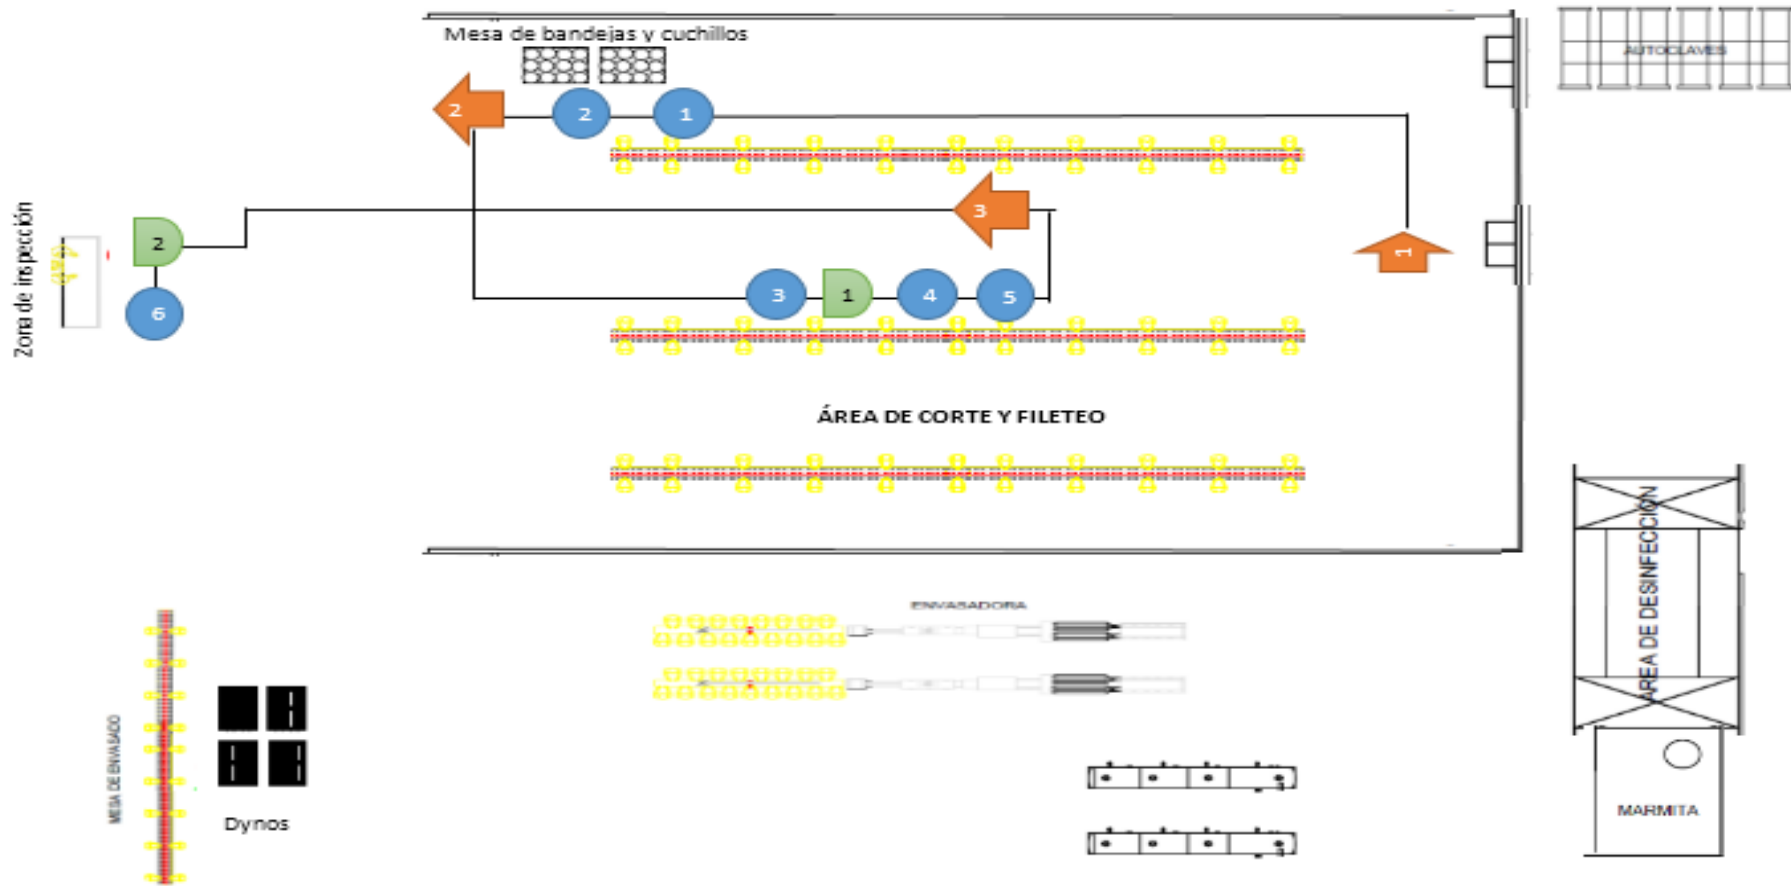 Mesa de bandejas y cuchillos
AUTOCLAVES
2
2
1
3
1
Zona de inspección
2
6
3
1
4
5
ÁREA DE CORTE Y FILETEO
ENVASADORA
ÁREA DE DESINFECCIÓN
MESA DE ENVASADO
Dynos
MARMITA